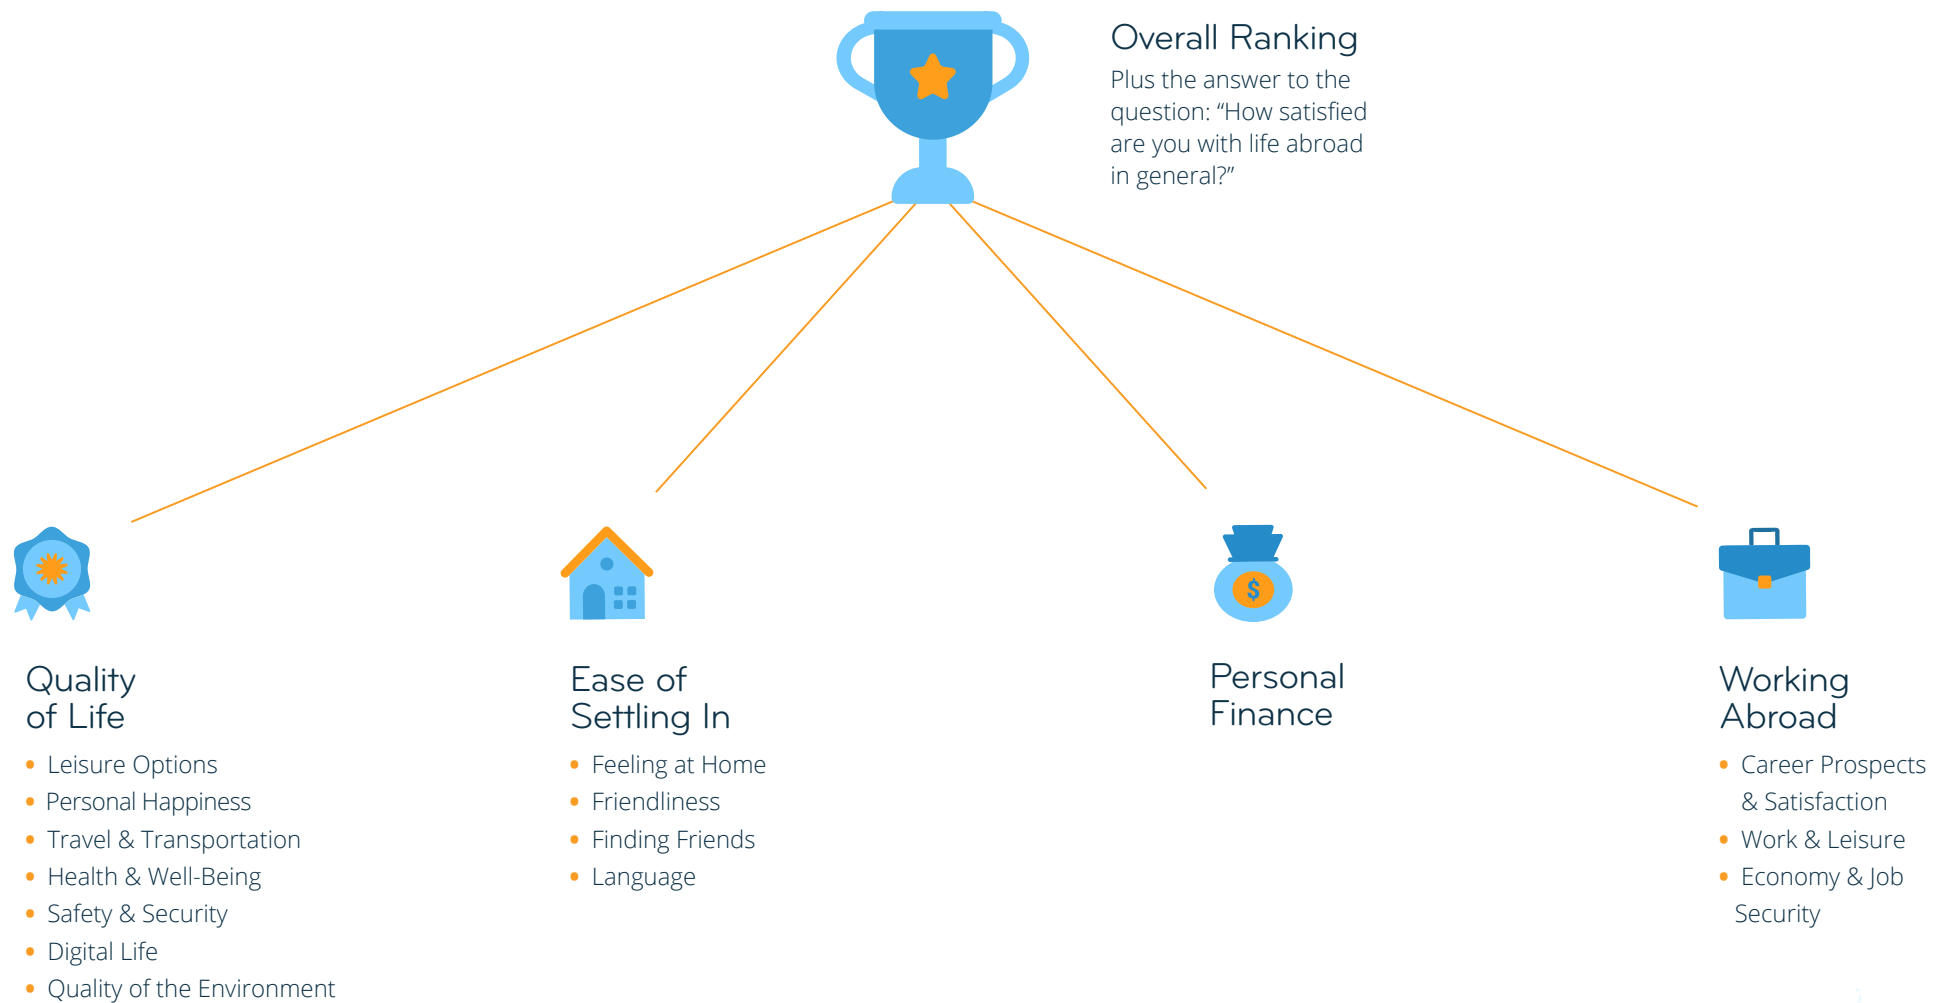 Overall Ranking
Plus the answer to the
question: “How satisfied
are you with life abroad
in general?”
$
Quality
of Life
• Leisure Options
• Personal Happiness
• Travel & Transportation
• Health & Well-Being
• Safety & Security
• Digital Life
• Quality of the Environment
Ease of
Settling In
• Feeling at Home
• Friendliness
• Finding Friends
• Language
Personal
Finance
Working
Abroad
• Career Prospects
& Satisfaction
• Work & Leisure
• Economy & Job
Security